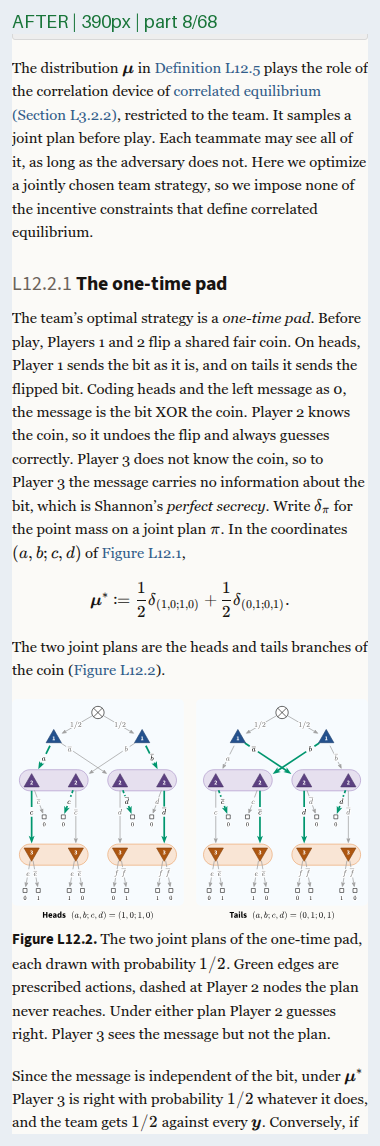 AFTER | 390px | part 8/68
The distribution μ in Definition L12.5 plays the role of
the correlation device of correlated equilibrium
(Section L3.2.2), restricted to the team. It samples a
joint plan before play. Each teammate may see all of
it, as long as the adversary does not. Here we optimize
a jointly chosen team strategy, so we impose none of
the incentive constraints that define correlated
equilibrium.
L12.2.1 The one-time pad
The team's optimal strategy is a one-time pad. Before
play, Players 1 and 2 flip a shared fair coin. On heads,
Player 1 sends the bit as it is, and on tails it sends the
flipped bit. Coding heads and the left message as 0,
the message is the bit XOR the coin. Player 2 knows
the coin, so it undoes the flip and always guesses
correctly. Player 3 does not know the coin, so to
Player 3 the message carries no information about the
bit, which is Shannon's perfect secrecy. Write δπ for
the point mass on a joint plan π. In the coordinates
(a, b; c, d) of Figure L12.1,
μ* := 1/2 δ(1,0;1,0) + 1/2 δ(0,1;0,1).
The two joint plans are the heads and tails branches of
the coin (Figure L12.2).
Heads (a, b; c, d) = (1, 0; 1, 0)
Tails (a, b; c, d) = (0, 1; 0, 1)
Figure L12.2. The two joint plans of the one-time pad,
each drawn with probability 1/2. Green edges are
prescribed actions, dashed at Player 2 nodes the plan
never reaches. Under either plan Player 2 guesses
right. Player 3 sees the message but not the plan.
Since the message is independent of the bit, under μ*
Player 3 is right with probability 1/2 whatever it does,
and the team gets 1/2 against every y. Conversely, if